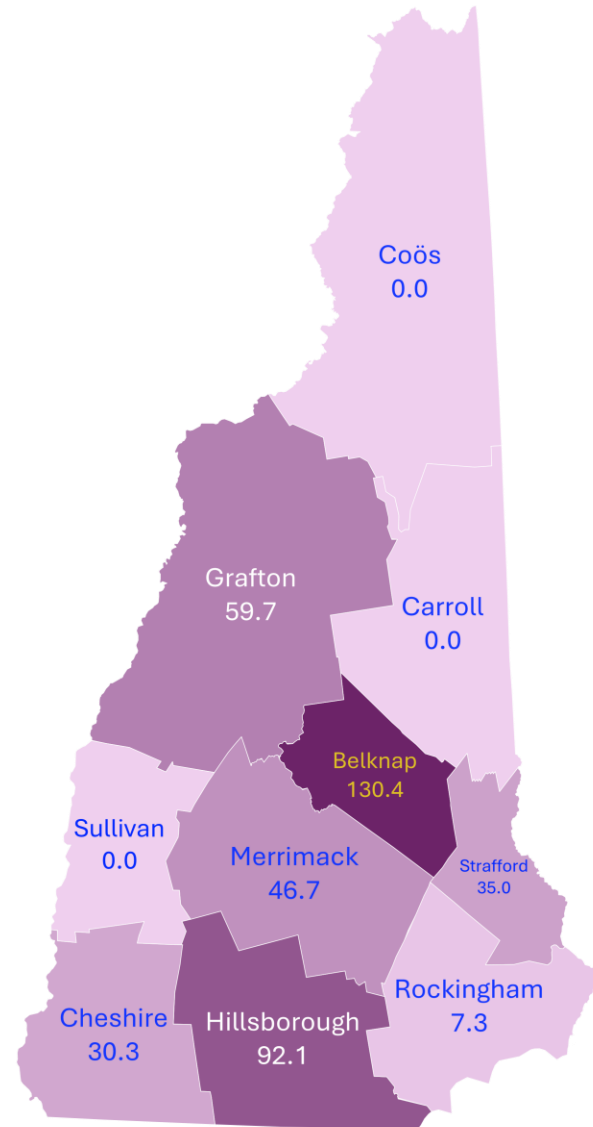 Coös
0.0
Grafton
59.7
Carroll
0.0
Belknap
130.4
Sullivan
0.0
Merrimack
46.7
Strafford
35.0
Rockingham
7.3
Cheshire
30.3
Hillsborough
92.1